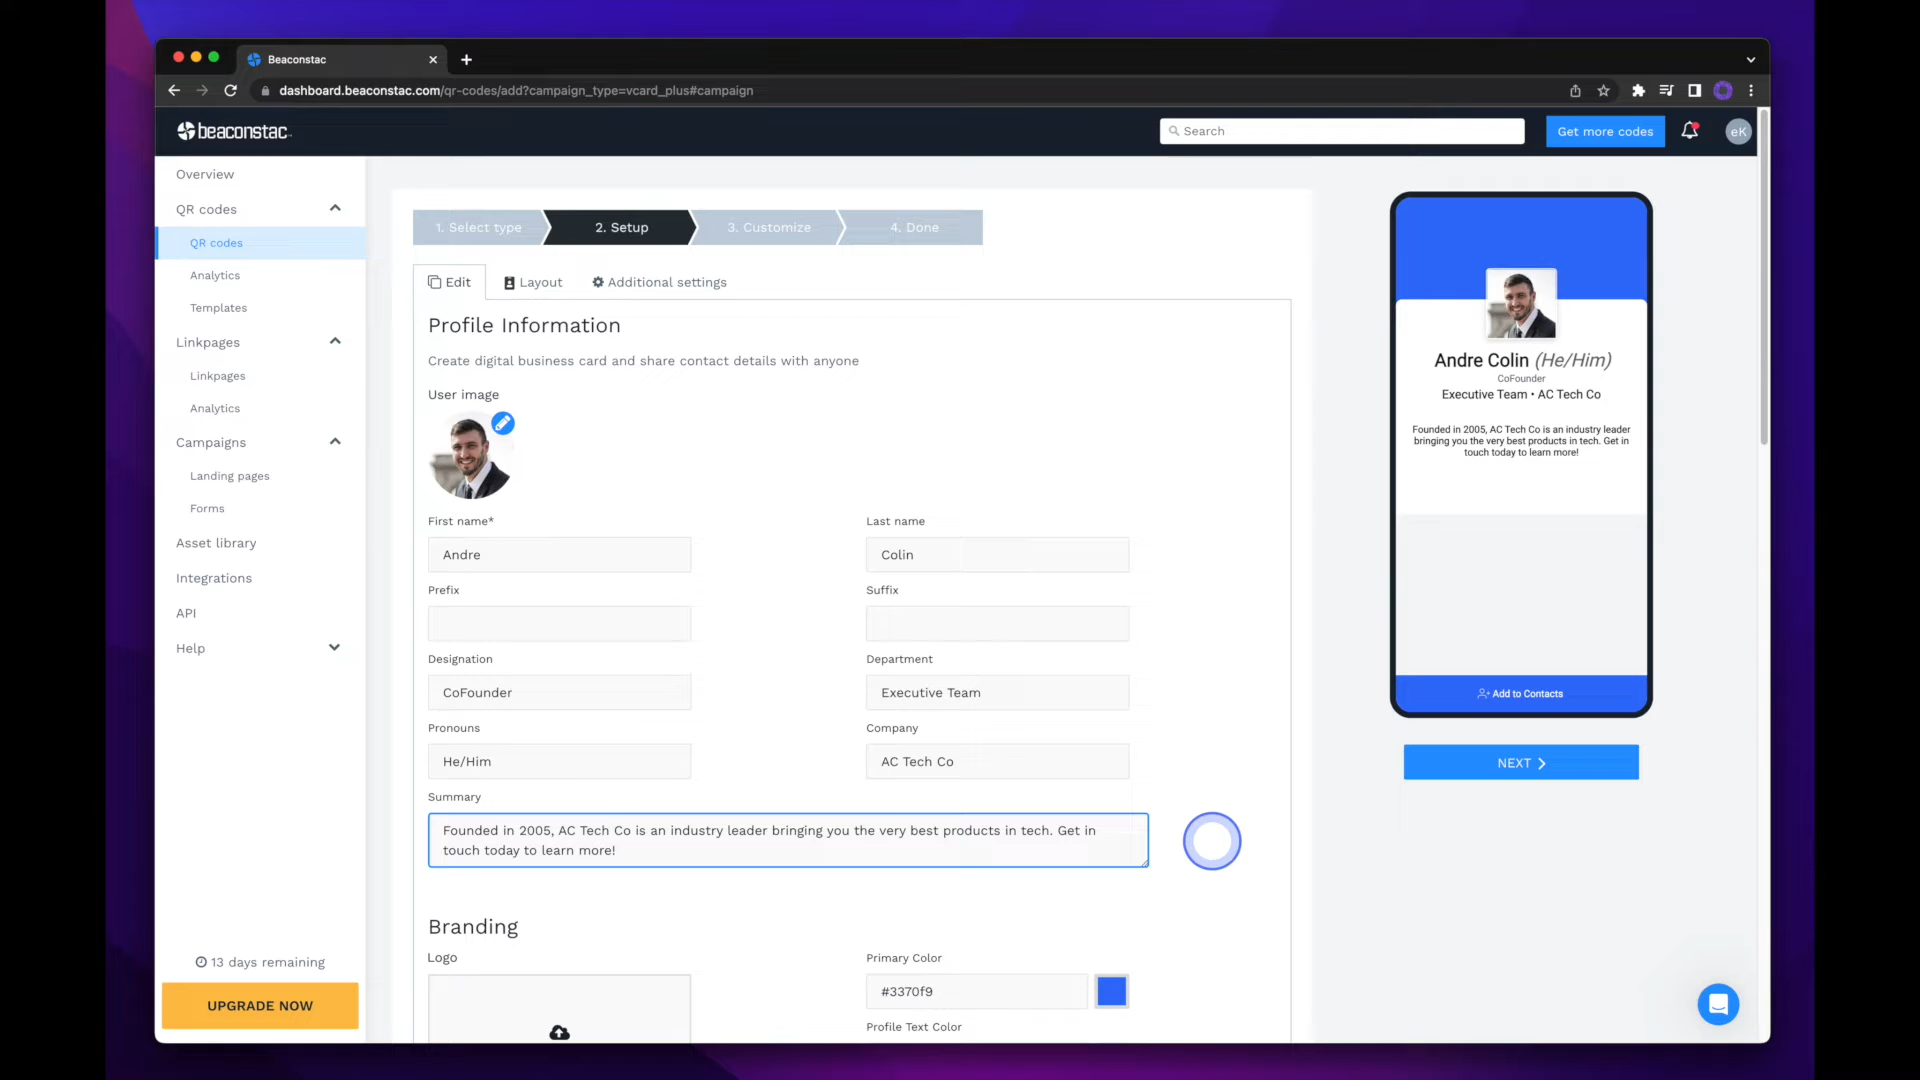 Beaconstac
dashboard.beaconstac.com/qr-codes/add?campaign_type=vcard_plus#campaign
beaconstac
Search
Get more codes
eK
Overview
QR codes
QR codes
Analytics
Templates
Linkpages
Linkpages
Analytics
Campaigns
Landing pages
Forms
Asset library
Integrations
API
Help
13 days remaining
UPGRADE NOW
1. Select type
2. Setup
3. Customize
4. Done
Edit
Layout
Additional settings
Profile Information
Create digital business card and share contact details with anyone
User image
First name*
Last name
Andre
Colin
Prefix
Suffix
Designation
Department
CoFounder
Executive Team
Pronouns
Company
He/Him
AC Tech Co
Summary
Founded in 2005, AC Tech Co is an industry leader bringing you the very best products in tech. Get in
touch today to learn more!
Branding
Logo
Primary Color
#3370f9
Profile Text Color
Andre Colin (He/Him)
CoFounder
Executive Team • AC Tech Co
Founded in 2005, AC Tech Co is an industry leader
bringing you the very best products in tech. Get in
touch today to learn more!
Add to Contacts
NEXT